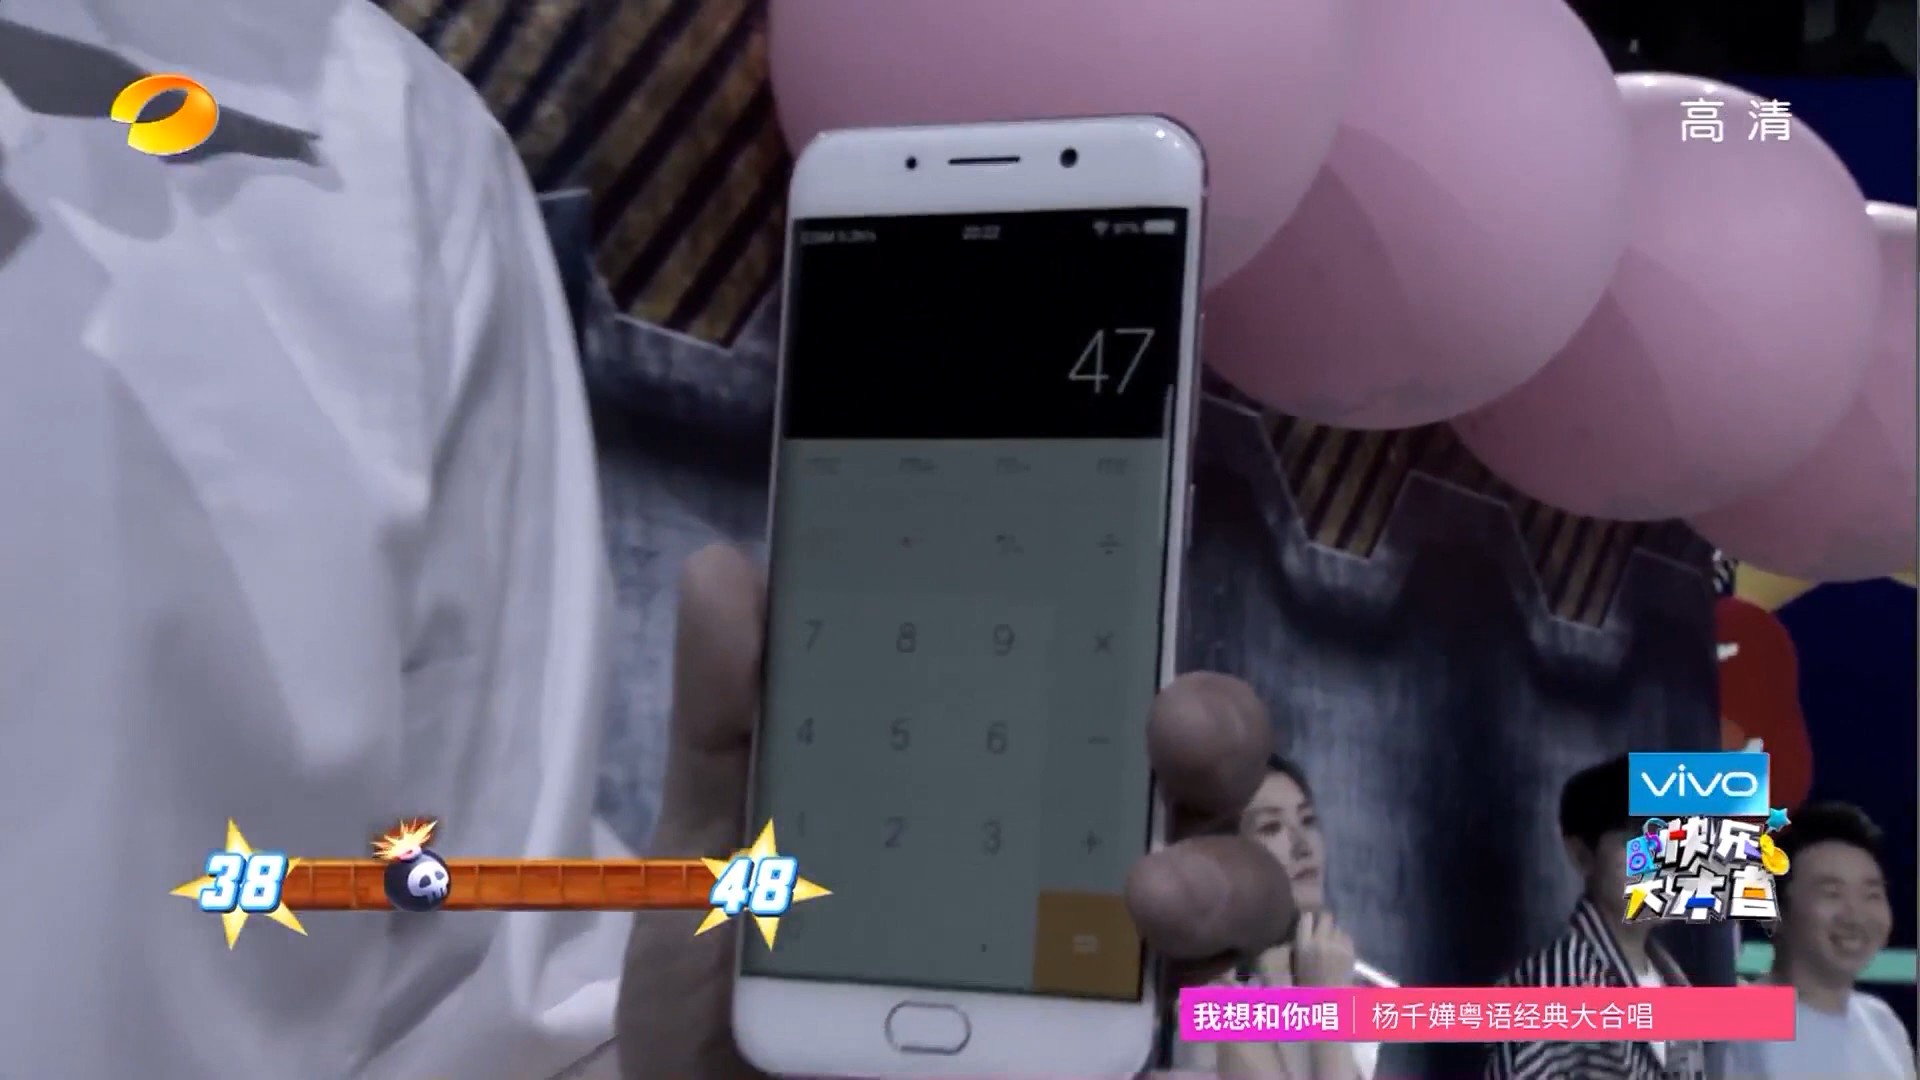 高清
47
%
÷
7 8 9 ×
4 5 6 −
1 2 3 +
.
=
38
48
vivo
快乐
大本营
我想和你唱 杨千嬅粤语经典大合唱